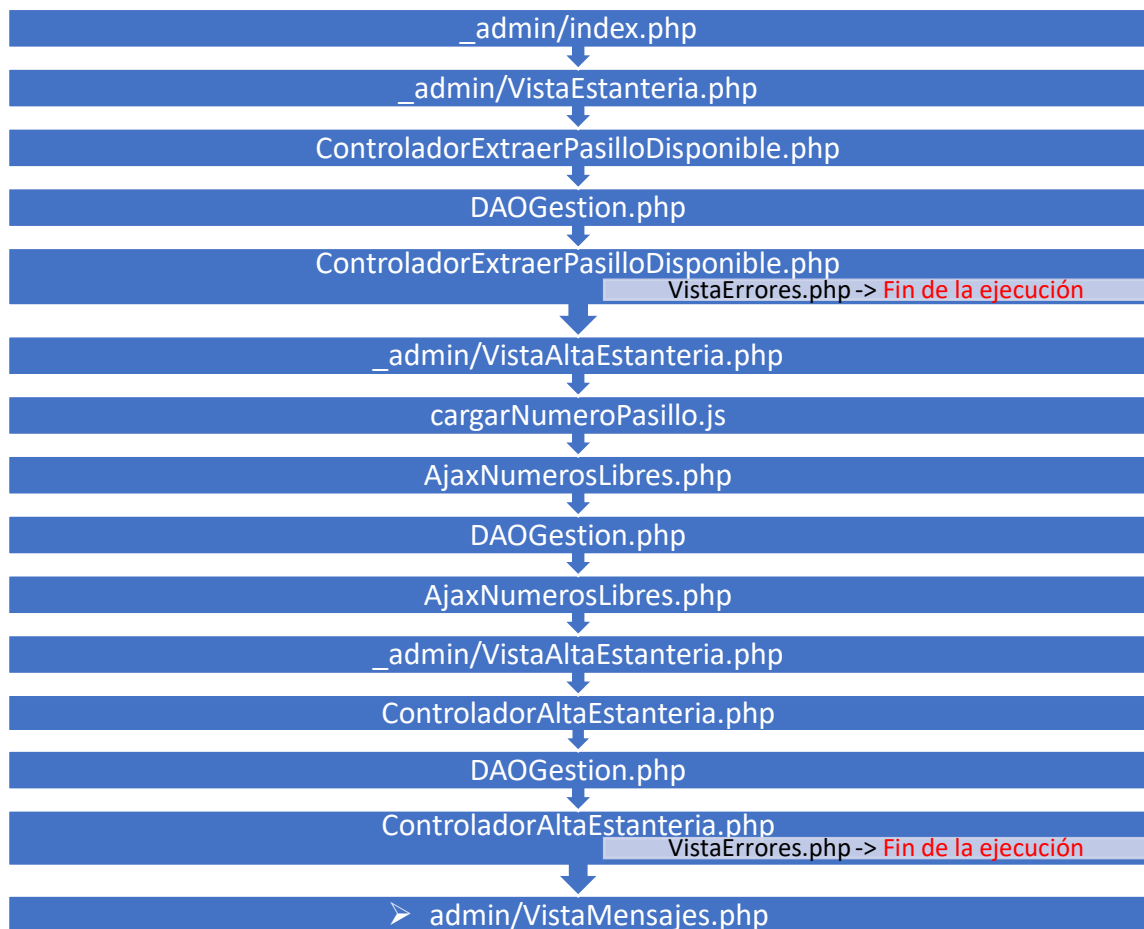 _admin/index.php
_admin/VistaEstanteria.php
ControladorExtraerPasilloDisponible.php
DAOGestion.php
ControladorExtraerPasilloDisponible.php
VistaErrores.php -> Fin de la ejecución
_admin/VistaAltaEstanteria.php
cargarNumeroPasillo.js
AjaxNumerosLibres.php
DAOGestion.php
AjaxNumerosLibres.php
_admin/VistaAltaEstanteria.php
ControladorAltaEstanteria.php
DAOGestion.php
ControladorAltaEstanteria.php
VistaErrores.php -> Fin de la ejecución
➢ admin/VistaMensajes.php